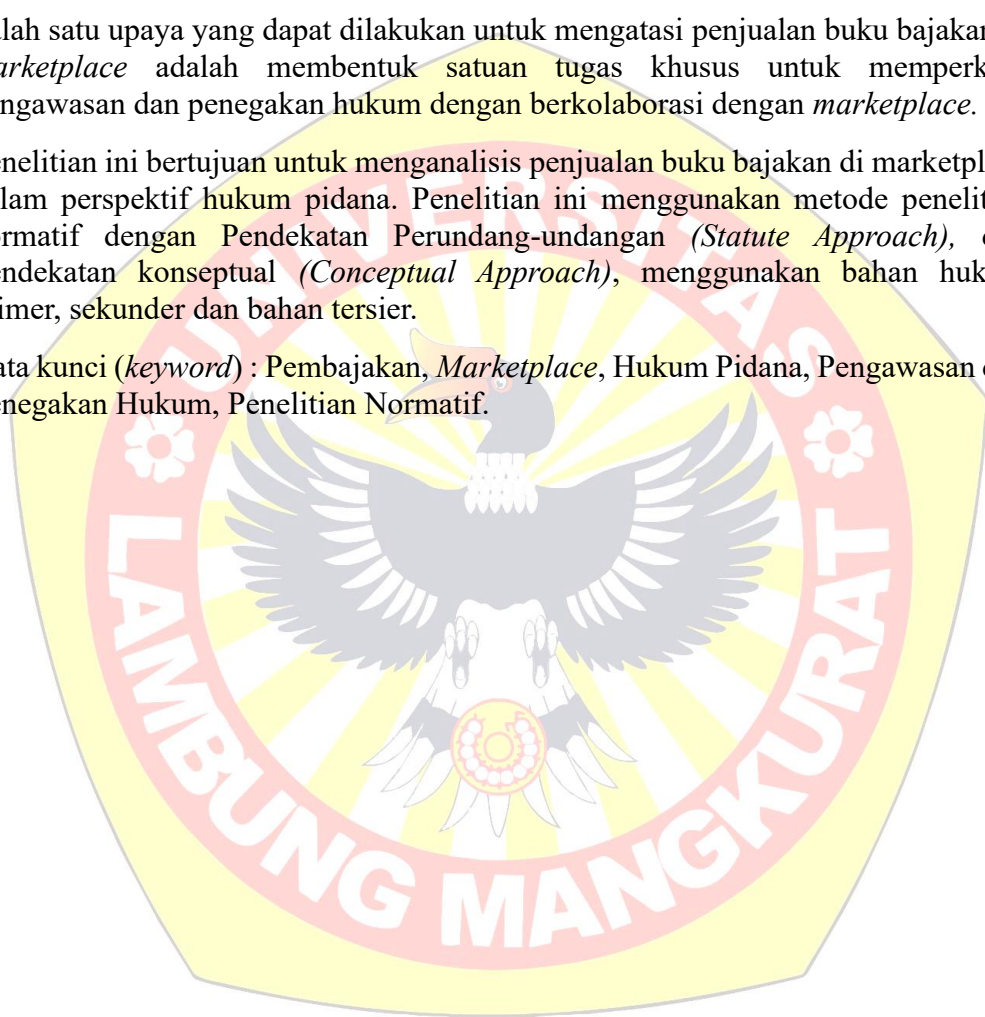 alah satu upaya yang dapat dilakukan untuk mengatasi penjualan buku bajakan
arketplace adalah membentuk satuan tugas khusus untuk memperk
ngawasan dan penegakan hukum dengan berkolaborasi dengan marketplace.
enelitian ini bertujuan untuk menganalisis penjualan buku bajakan di marketpl
alam perspektif hukum pidana. Penelitian ini menggunakan metode penelit
ormatif dengan Pendekatan Perundang-undangan (Statute Approach),
endekatan konseptual (Conceptual Approach), menggunakan bahan huk
imer, sekunder dan bahan tersier.
ata kunci (keyword) : Pembajakan, Marketplace, Hukum Pidana, Pengawasan
enegakan Hukum, Penelitian Normatif.
UNIVERSITAS
LAMBUNG MANGKURAT